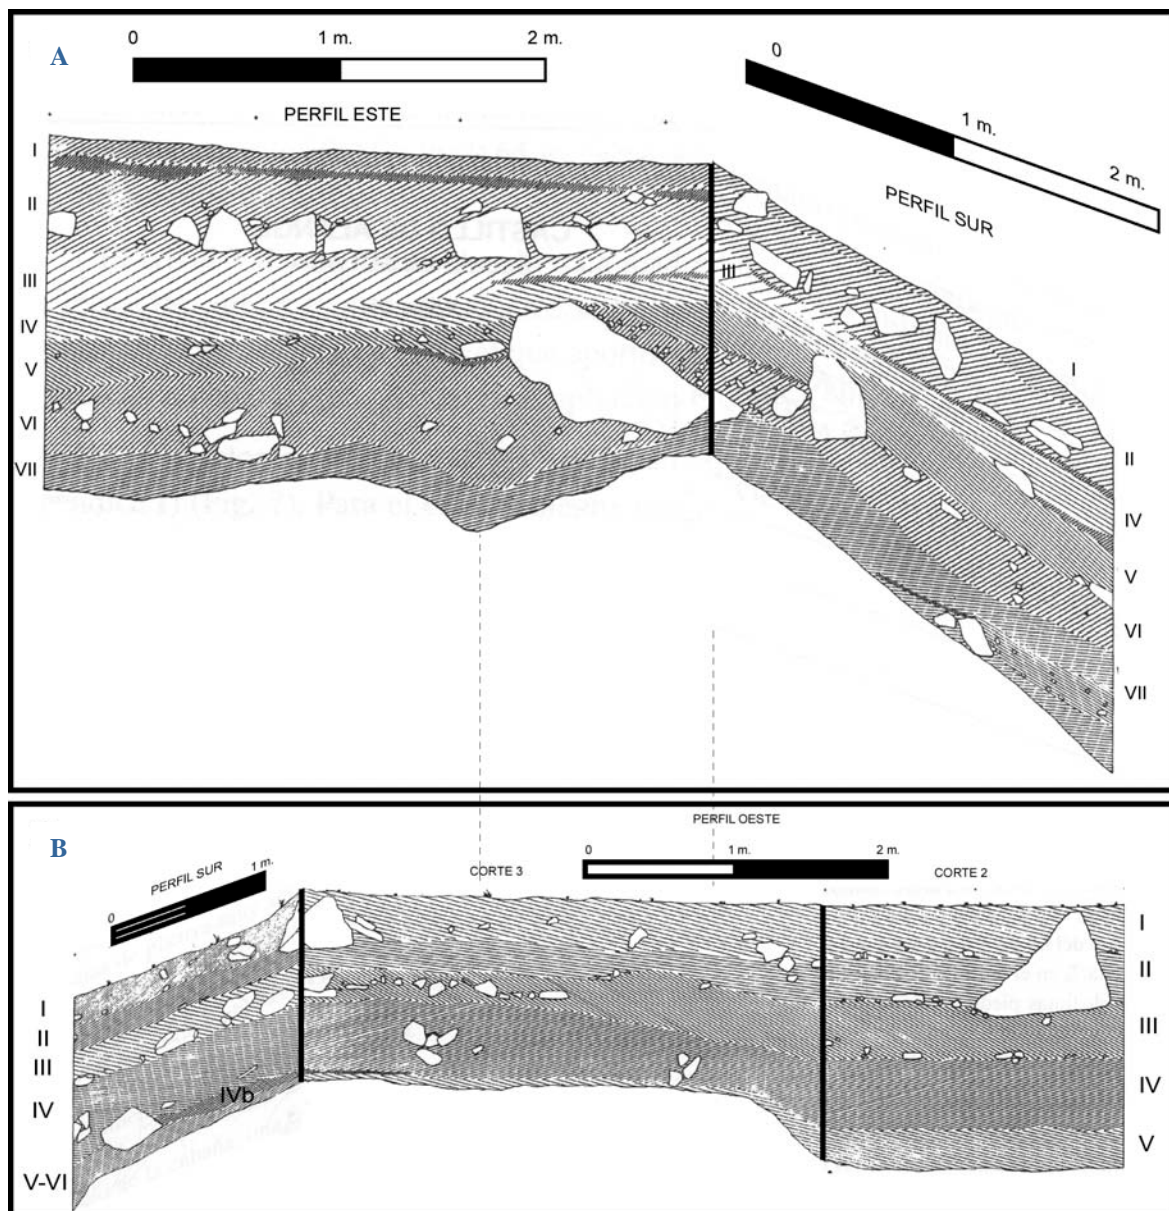 A
0 1 m. 2 m.
PERFIL ESTE
0 1 m. 2 m.
PERFIL SUR
I
II
III
IV
V
VI
VII
III
I
II
IV
V
VI
VII
B
PERFIL OESTE
PERFIL SUR
0 1 m.
CORTE 3
0 1 m. 2 m.
CORTE 2
I
II
III
IV
IVb
V-VI
I
II
III
IV
V